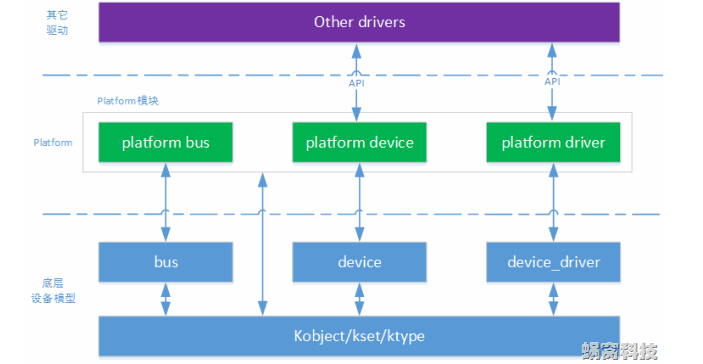 其它
驱动
Other drivers
API
API
Platform模块
Platform
platform bus
platform device
platform driver
底层
设备模型
bus
device
device_driver
Kobject/kset/ktype
蜗窝科技